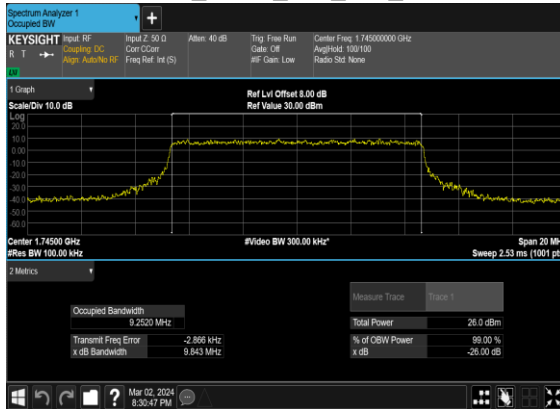 Spectrum Analyzer 1
Occupied BW
+
KEYSIGHT
R T
LW
Input: RF
Coupling: DC
Align: Auto/No RF
Input Z: 50 Ω
Corr CCorr
Freq Ref: Int (S)
Atten: 40 dB
Trig: Free Run
Gate: Off
#IF Gain: Low
Center Freq: 1.745000000 GHz
Avg|Hold: 100/100
Radio Std: None
1 Graph
Scale/Div 10.0 dB
Ref Lvl Offset 8.00 dB
Ref Value 30.00 dBm
Log
20.0
10.0
0.00
-10.0
-20.0
-30.0
-40.0
-50.0
-60.0
Center 1.74500 GHz
#Res BW 100.00 kHz
#Video BW 300.00 kHz*
Span 20 MH
Sweep 2.53 ms (1001 pt
2 Metrics
Measure Trace Trace 1
Occupied Bandwidth
9.2520 MHz
Total Power 26.0 dBm
Transmit Freq Error -2.866 kHz
% of OBW Power 99.00 %
x dB Bandwidth 9.843 MHz
x dB -26.00 dB
?
Mar 02, 2024
8:30:47 PM